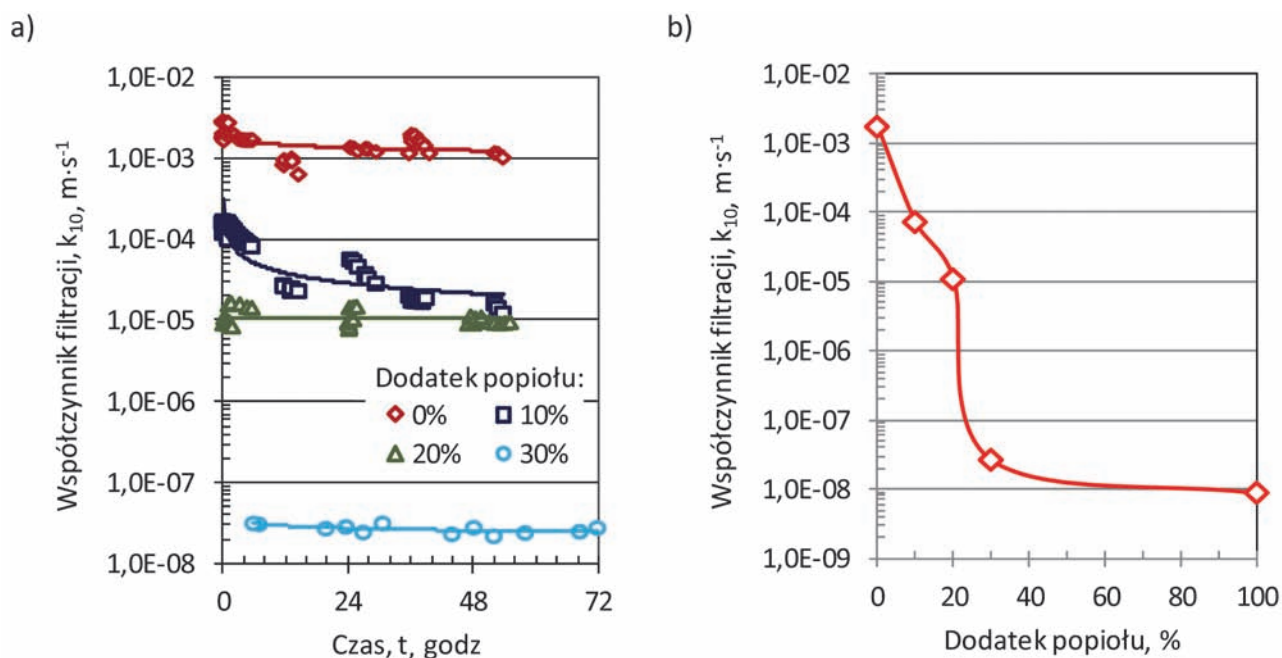 a)
Współczynnik filtracji, k₁₀, m·s⁻¹
1,0E-02
1,0E-03
1,0E-04
1,0E-05
1,0E-06
1,0E-07
1,0E-08
Dodatek popiołu:
0% 10%
20% 30%
0 24 48 72
Czas, t, godz
b)
Współczynnik filtracji, k₁₀, m·s⁻¹
1,0E-02
1,0E-03
1,0E-04
1,0E-05
1,0E-06
1,0E-07
1,0E-08
1,0E-09
0 20 40 60 80 100
Dodatek popiołu, %